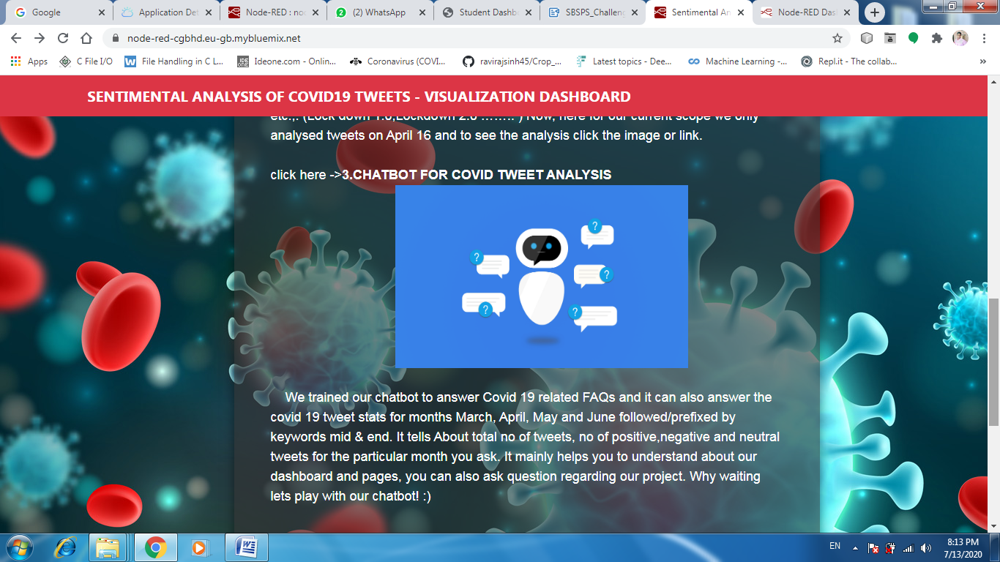 Google
Application Det
Node-RED : nod
(2) WhatsApp
Student Dashbo
SBSPS_Challeng
Sentimental An
Node-RED Das
node-red-cgbhd.eu-gb.mybluemix.net
Apps
C File I/O
File Handling in C L...
Ideone.com - Onlin...
Coronavirus (COVI...
ravirajsinh45/Crop_...
Latest topics - Dee...
Machine Learning -...
Repl.it - The collab...
SENTIMENTAL ANALYSIS OF COVID19 TWEETS - VISUALIZATION DASHBOARD
etc.,. (Lock down 1.0,Lockdown 2.0 …….. ) Now, here for our current scope we only
analysed tweets on April 16 and to see the analysis click the image or link.
click here ->3.CHATBOT FOR COVID TWEET ANALYSIS
?
?
?
?
?
We trained our chatbot to answer Covid 19 related FAQs and it can also answer the
covid 19 tweet stats for months March, April, May and June followed/prefixed by
keywords mid & end. It tells About total no of tweets, no of positive,negative and neutral
tweets for the particular month you ask. It mainly helps you to understand about our
dashboard and pages, you can also ask question regarding our project. Why waiting
lets play with our chatbot! :)
EN
8:13 PM
7/13/2020